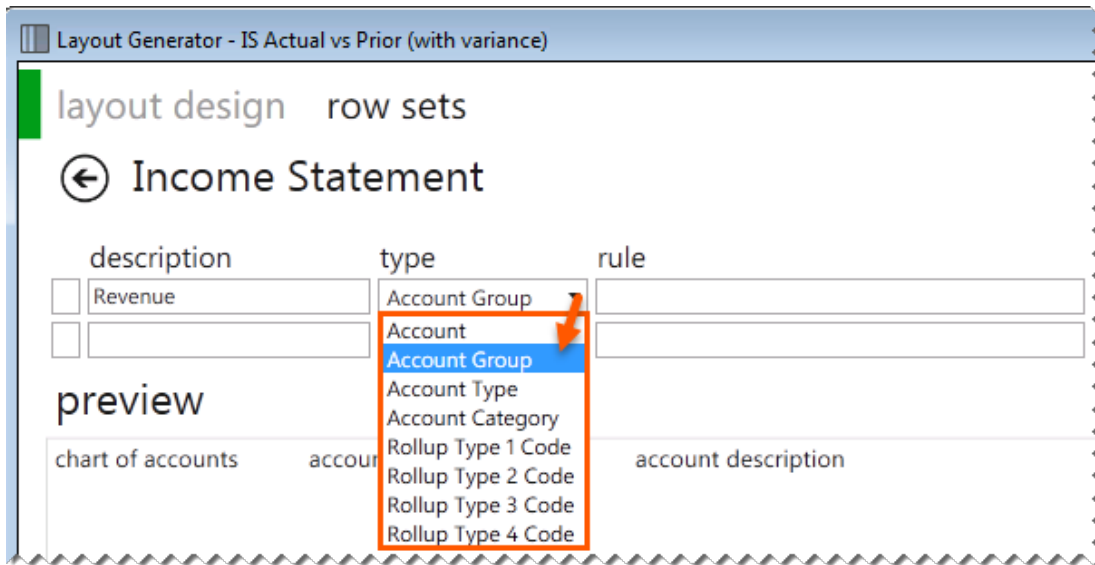 Layout Generator - IS Actual vs Prior (with variance)
layout design row sets
Income Statement
description type rule
Revenue Account Group
Account
Account Group
Account Type
Account Category
Rollup Type 1 Code
Rollup Type 2 Code
Rollup Type 3 Code
Rollup Type 4 Code
preview
chart of accounts account description